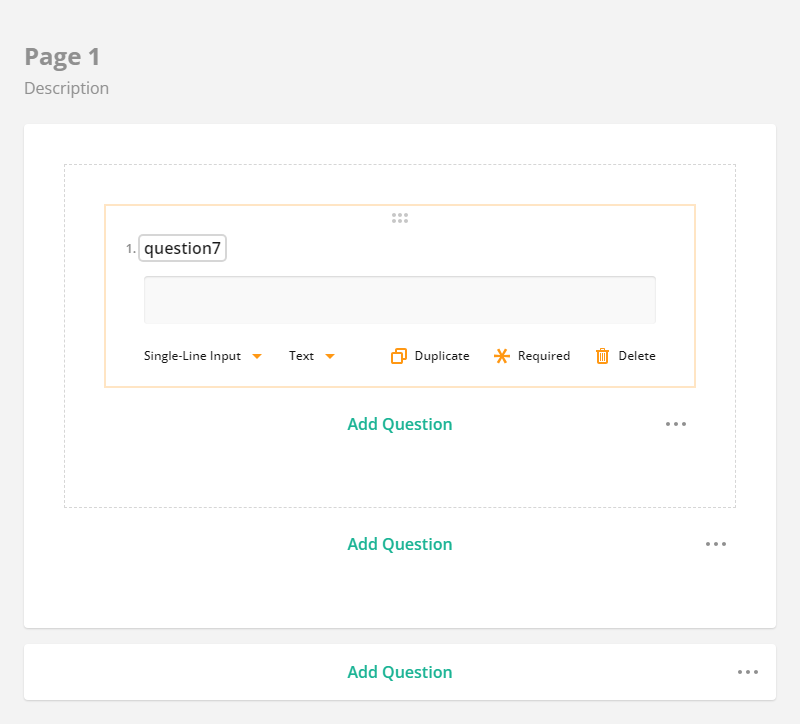 Page 1
Description
1. question7
Single-Line Input Text Duplicate Required Delete
Add Question
Add Question
Add Question